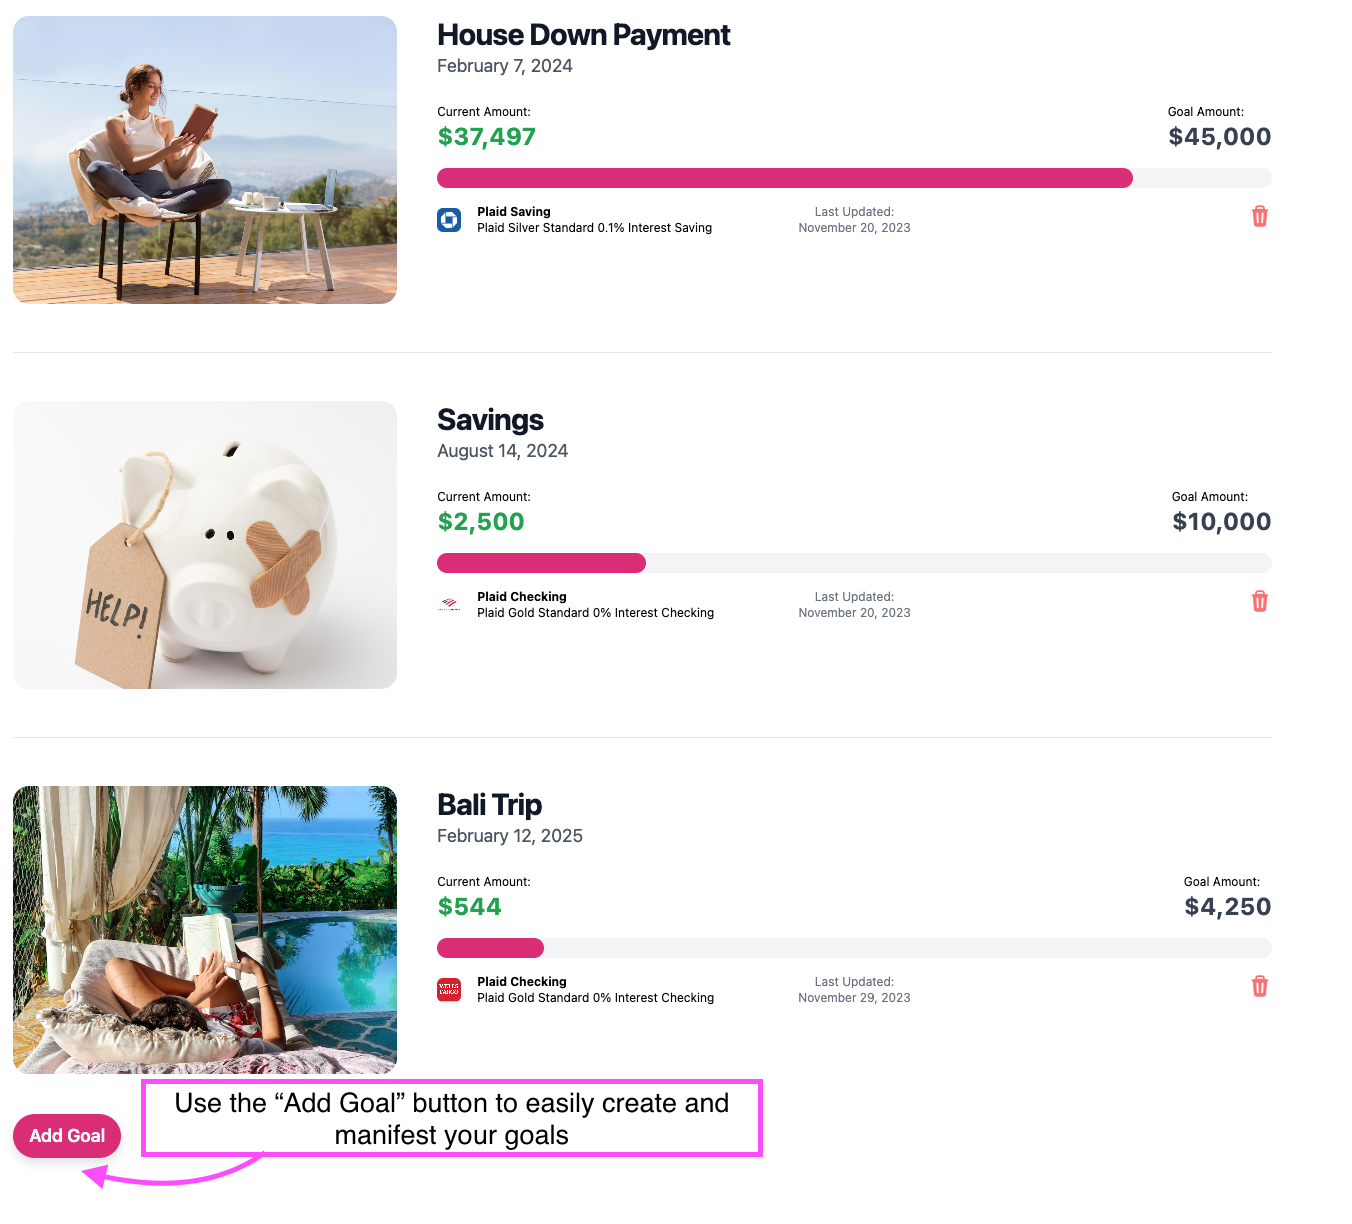 House Down Payment
February 7, 2024
Current Amount:
Goal Amount:
$37,497
$45,000
Plaid Saving
Last Updated:
Plaid Silver Standard 0.1% Interest Saving
November 20, 2023
HELP!
Savings
August 14, 2024
Current Amount:
Goal Amount:
$2,500
$10,000
Plaid Checking
Last Updated:
Plaid Gold Standard 0% Interest Checking
November 20, 2023
Bali Trip
February 12, 2025
Current Amount:
Goal Amount:
$544
$4,250
WELLS
FARGO
Plaid Checking
Last Updated:
Plaid Gold Standard 0% Interest Checking
November 29, 2023
Use the “Add Goal” button to easily create and
manifest your goals
Add Goal